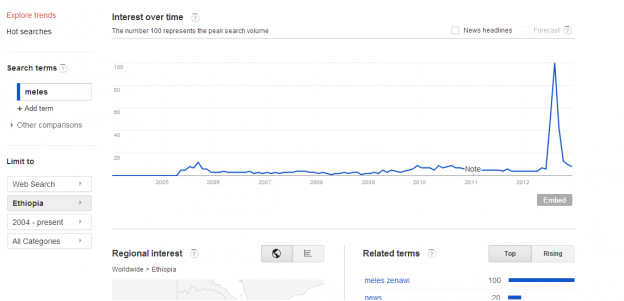 Explore trends
Hot searches
Search terms ?
meles
+ Add term
Other comparisons
Limit to
Web Search
Ethiopia
2004 - present
All Categories
Interest over time ?
The number 100 represents the peak search volume
News headlines
Forecast ?
100
80
60
40
20
Note
2005 2006 2007 2008 2009 2010 2011 2012
Embed
Regional interest ?
Worldwide > Ethiopia
Related terms ?
Top Rising
meles zenawi 100
news 20